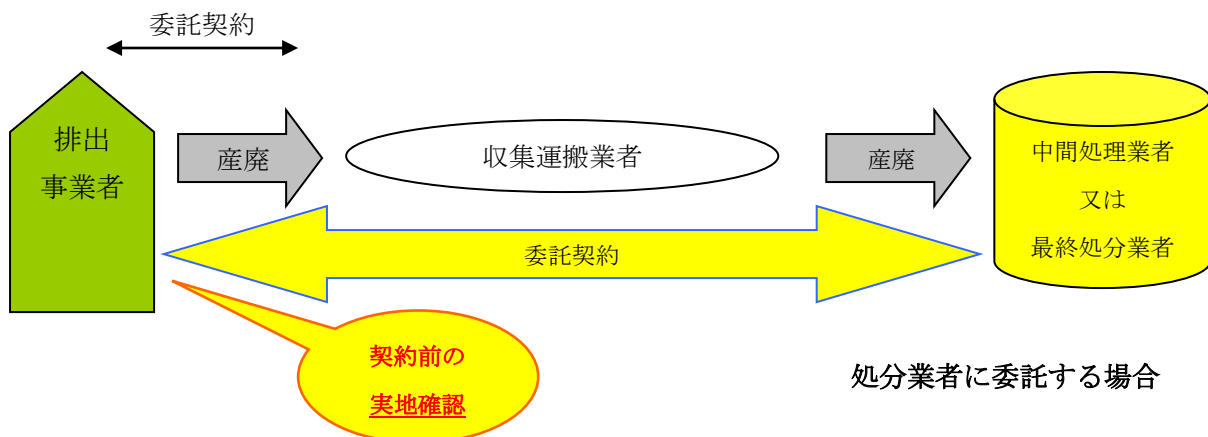 委託契約
排出
事業者
産廃
収集運搬業者
産廃
中間処理業者
又は
最終処分業者
委託契約
契約前の
実地確認
処分業者に委託する場合